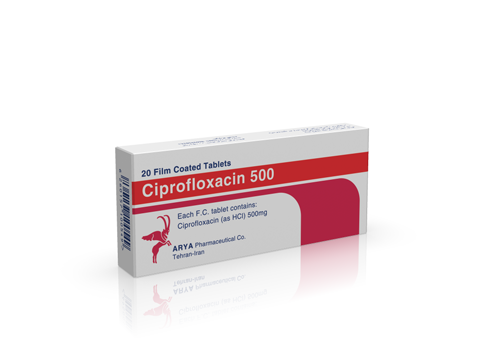 20 Film Coated Tablets
Ciprofloxacin 500
Each F.C. tablet contains:
Ciprofloxacin (as HCl) 500mg
ARYA Pharmaceutical Co.
Tehran-Iran